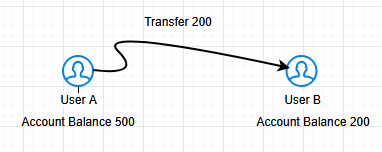 Transfer 200
User A
User B
Account Balance 500
Account Balance 200